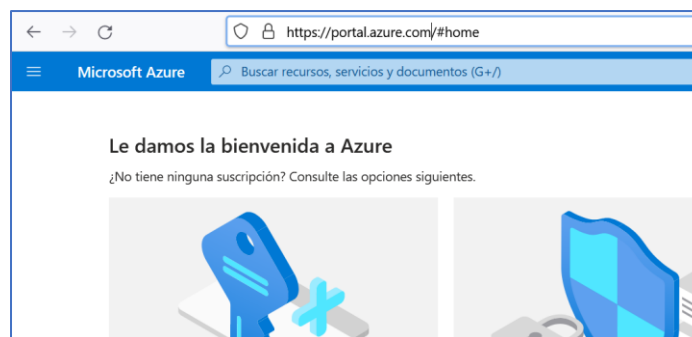 https://portal.azure.com/#home
Microsoft Azure
Buscar recursos, servicios y documentos (G+/)
Le damos la bienvenida a Azure
¿No tiene ninguna suscripción? Consulte las opciones siguientes.